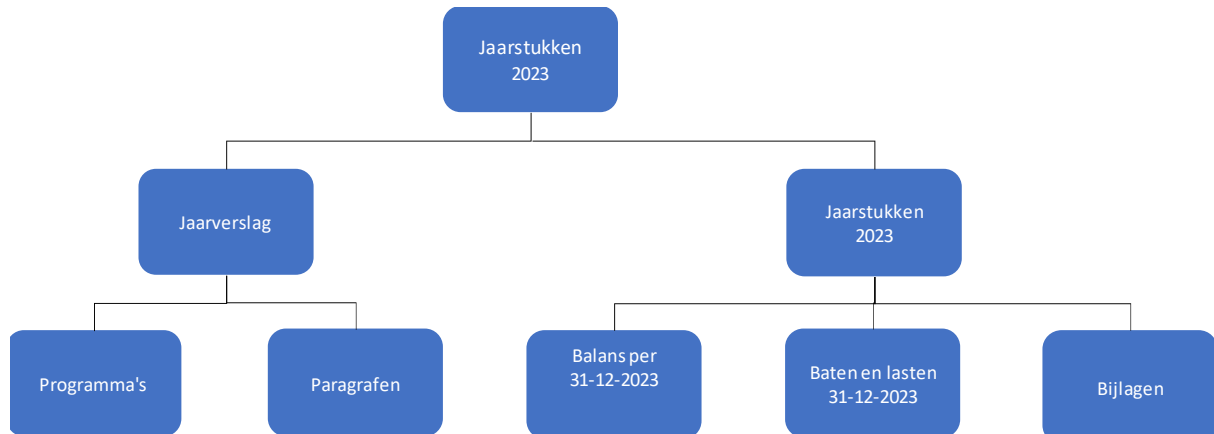 Jaarstukken
2023
Jaarverslag
Jaarstukken
2023
Programma's
Paragrafen
Balans per
31-12-2023
Baten en lasten
31-12-2023
Bijlagen